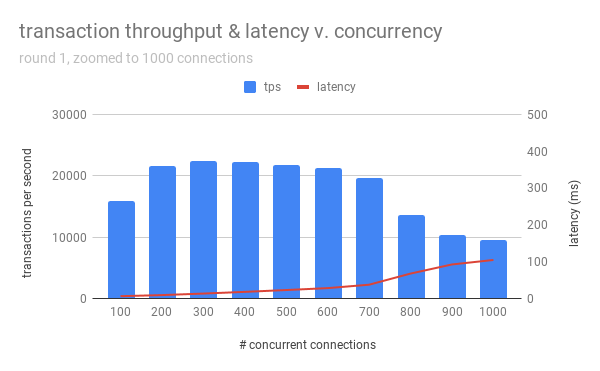 transaction throughput & latency v. concurrency
round 1, zoomed to 1000 connections
tps latency
30000 500
400
20000 300
200
10000 100
0 0
transactions per second
latency (ms)
100 200 300 400 500 600 700 800 900 1000
# concurrent connections